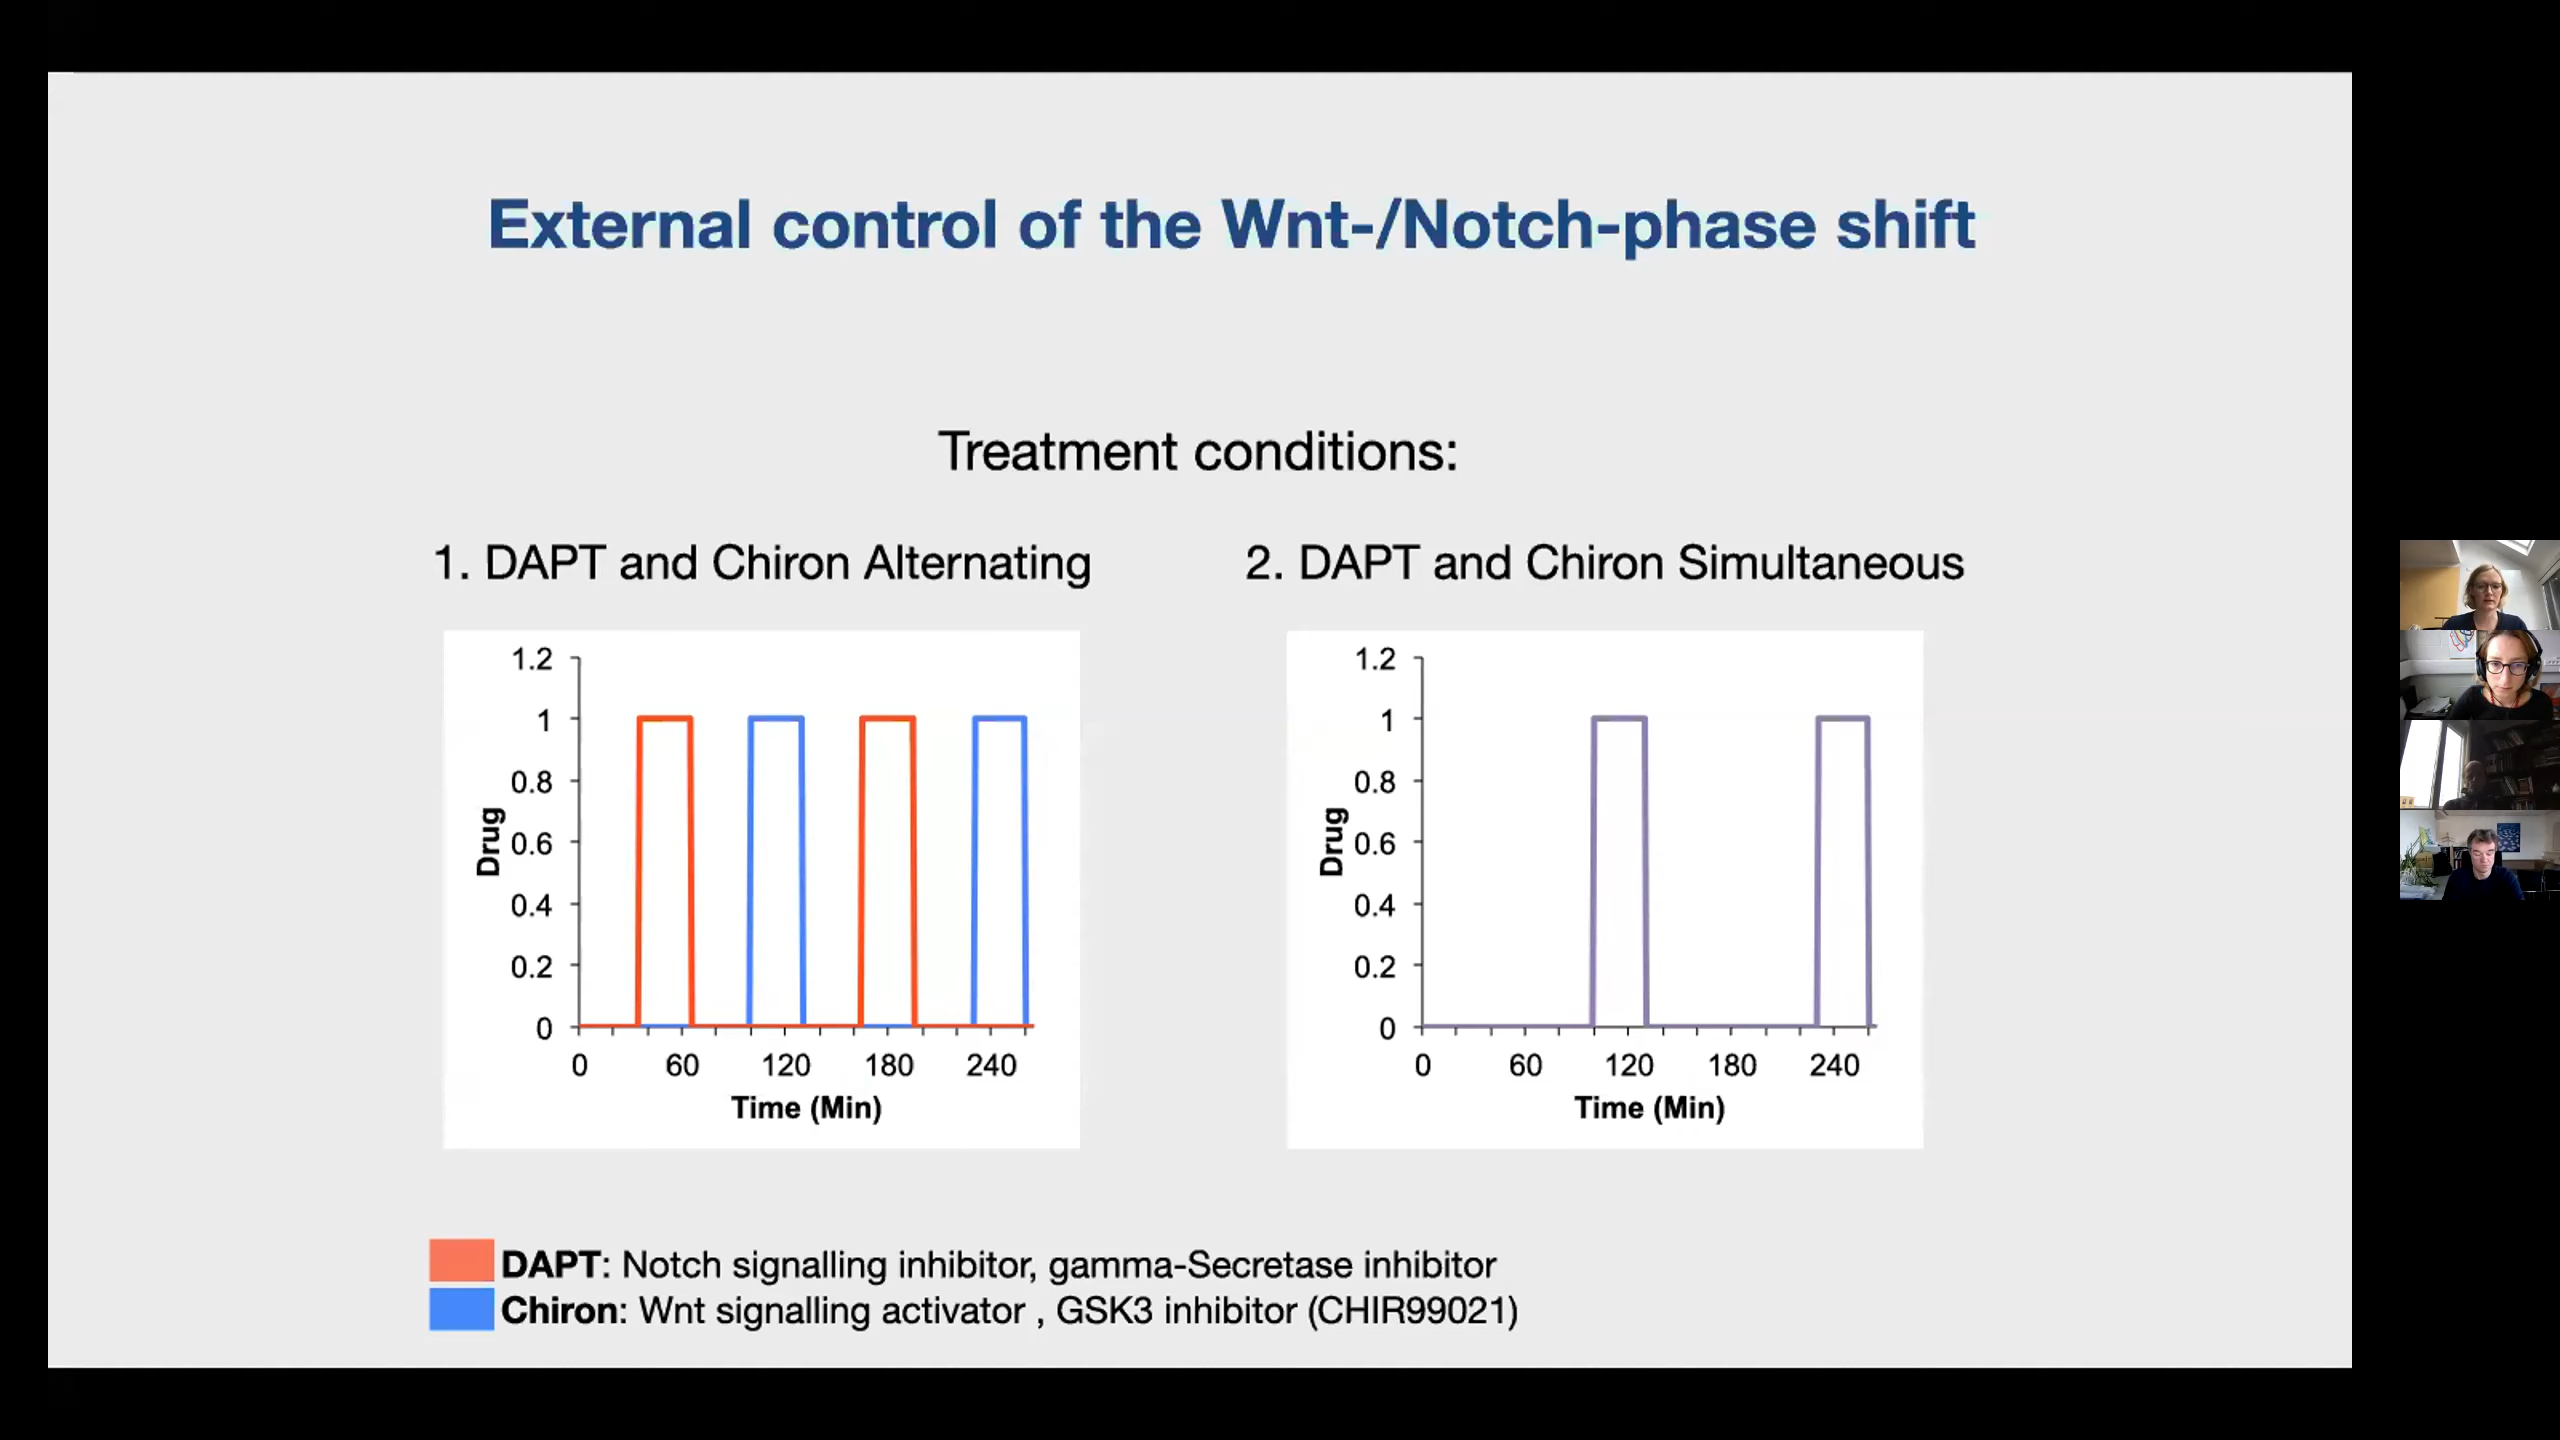 External control of the Wnt-/Notch-phase shift
Treatment conditions:
1. DAPT and Chiron Alternating
1.2
1
0.8
0.6
0.4
0.2
0
Drug
0 60 120 180 240
Time (Min)
2. DAPT and Chiron Simultaneous
1.2
1
0.8
0.6
0.4
0.2
0
Drug
0 60 120 180 240
Time (Min)
DAPT: Notch signalling inhibitor, gamma-Secretase inhibitor
Chiron: Wnt signalling activator , GSK3 inhibitor (CHIR99021)